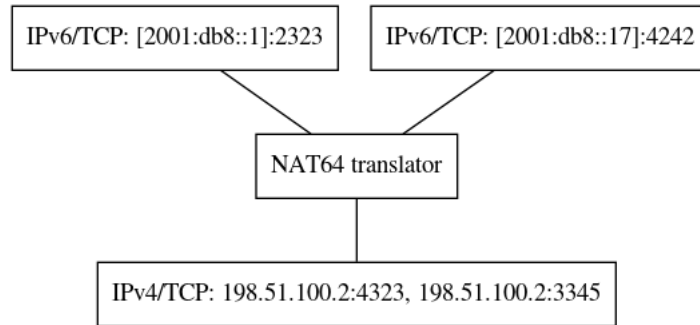 IPv6/TCP: [2001:db8::1]:2323
IPv6/TCP: [2001:db8::17]:4242
NAT64 translator
IPv4/TCP: 198.51.100.2:4323, 198.51.100.2:3345